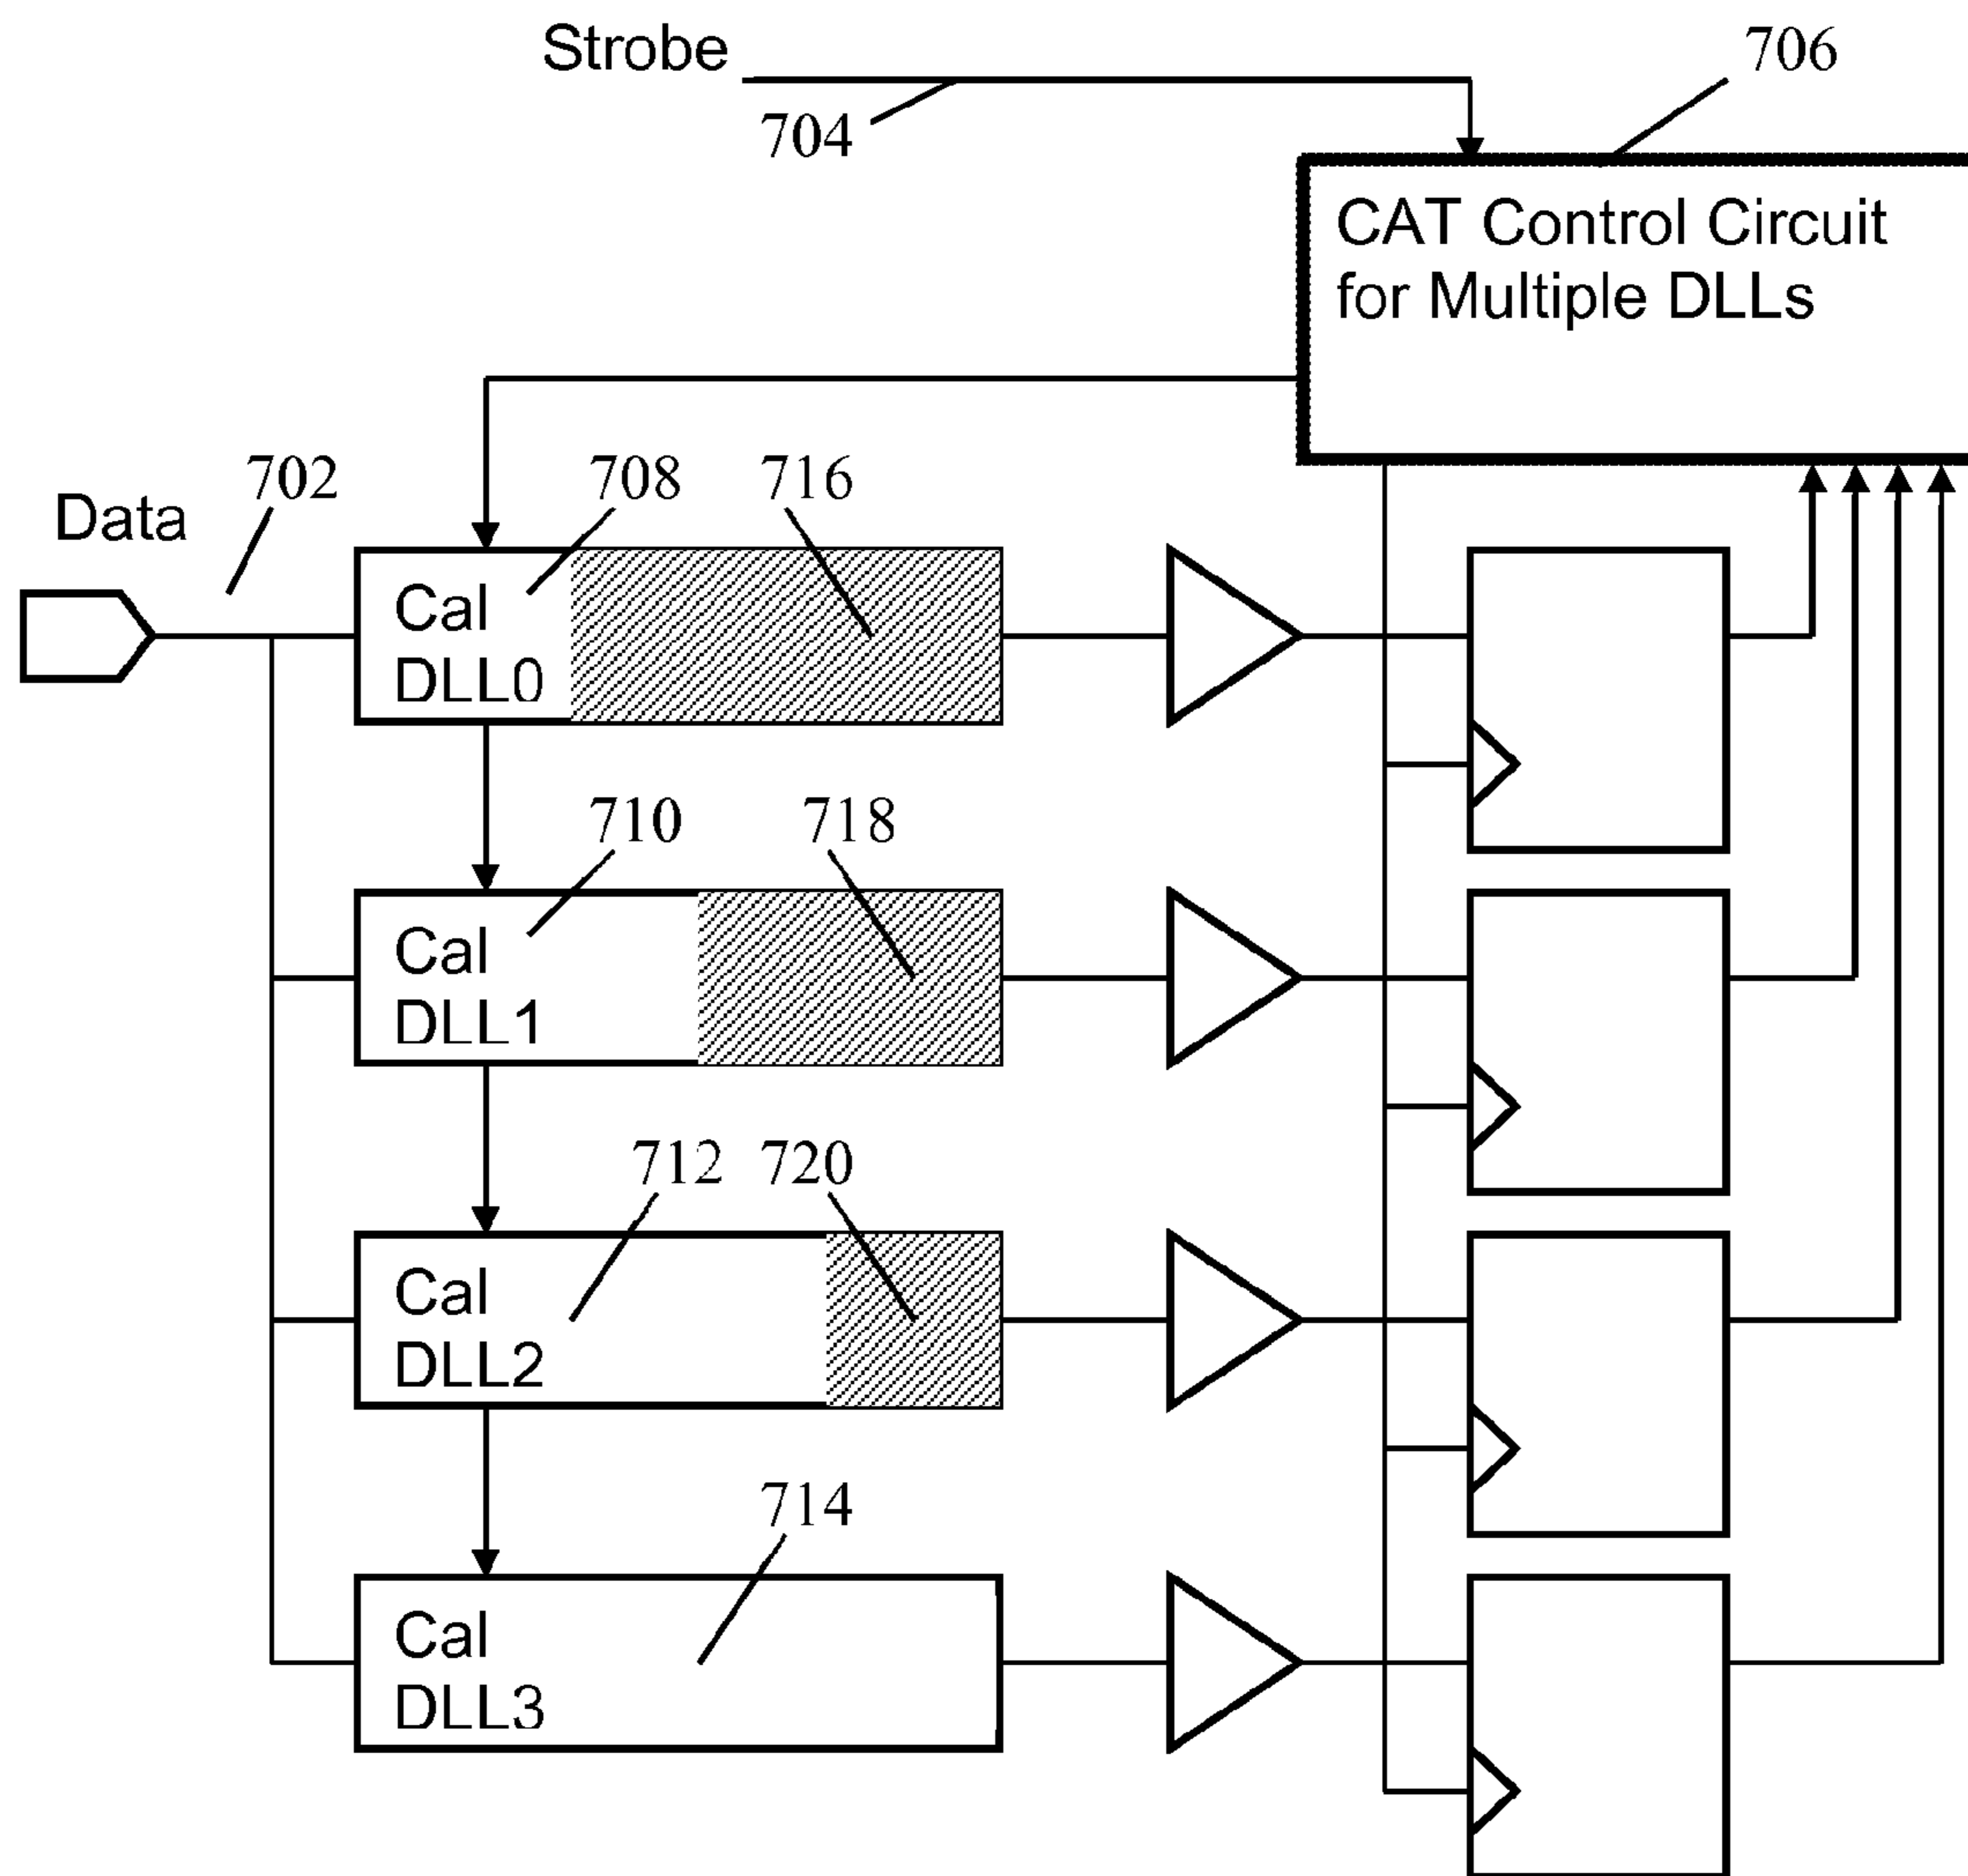 Strobe
704
706
CAT Control Circuit
for Multiple DLLs
702
708
716
Data
Cal
DLL0
710
718
Cal
DLL1
712
720
Cal
DLL2
714
Cal
DLL3